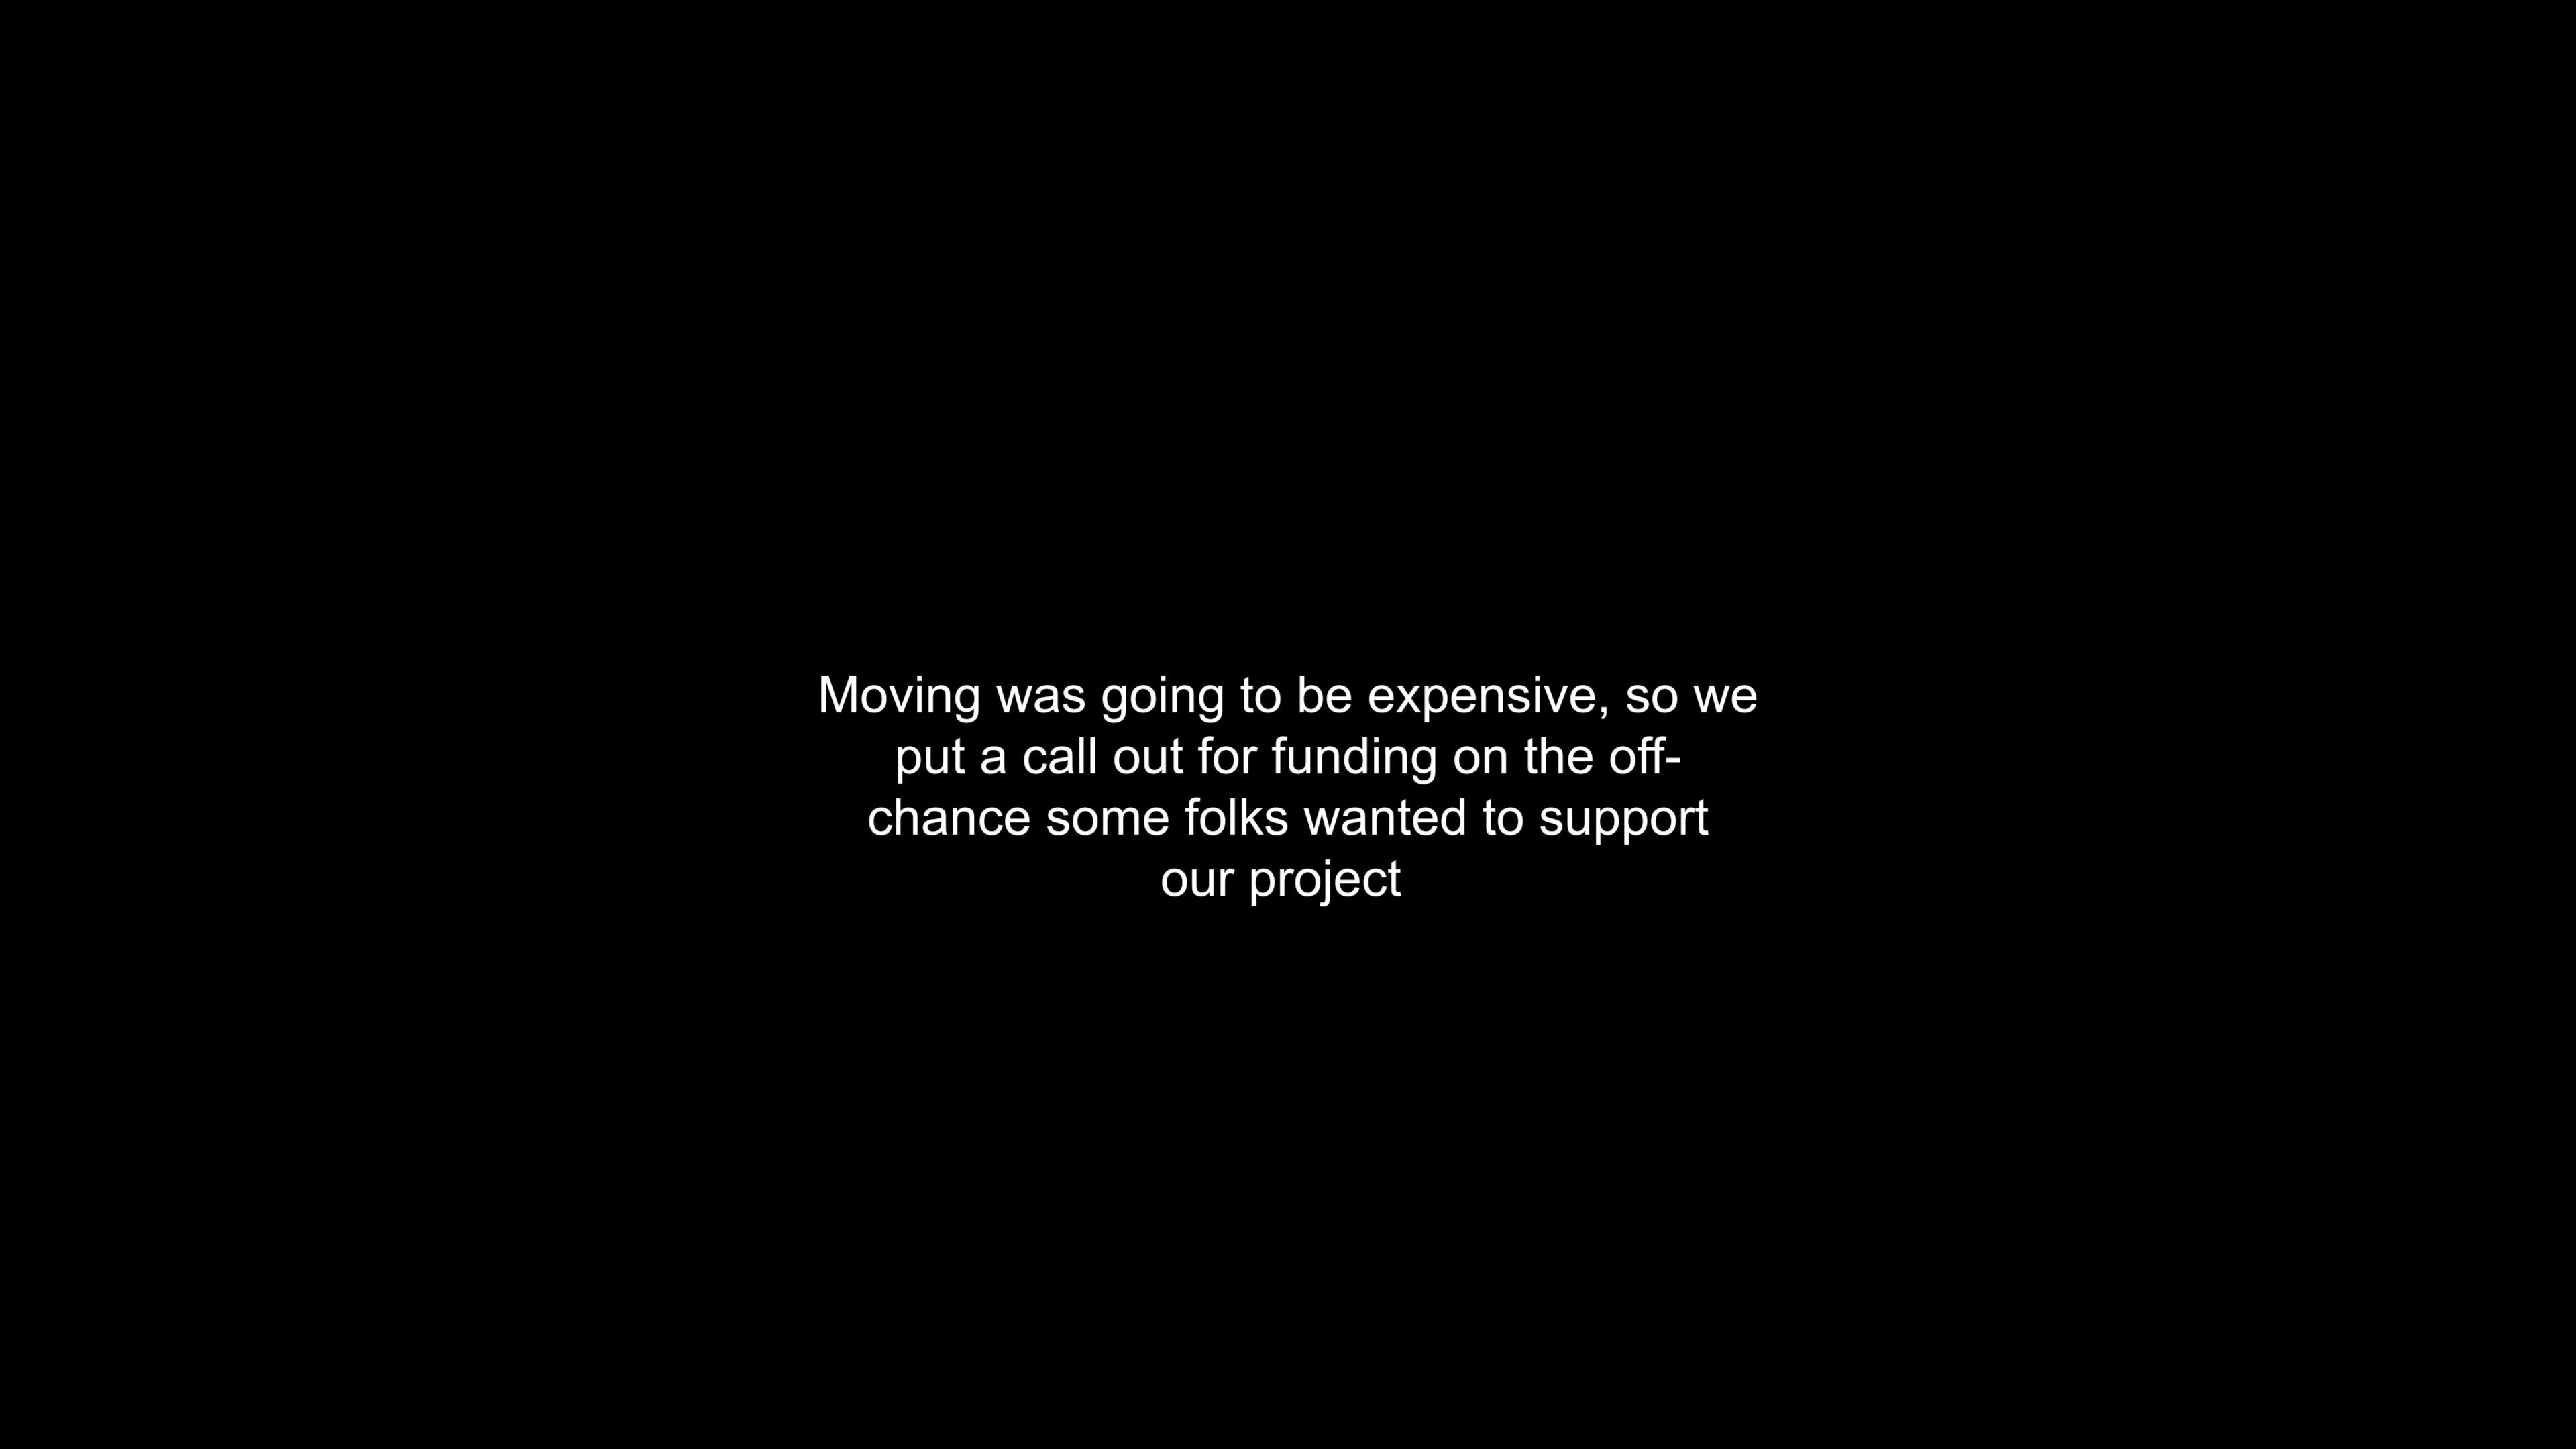 Moving was going to be expensive, so we
put a call out for funding on the off-
chance some folks wanted to support
our project